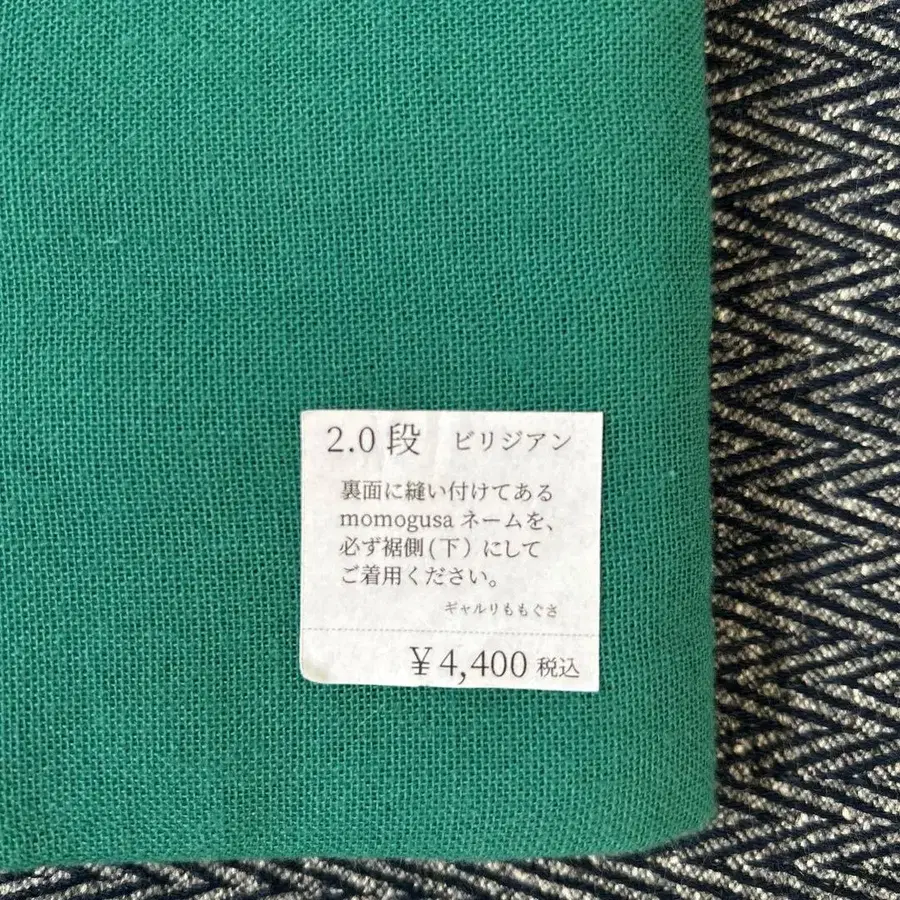 2.0 段 ビリジアン
裏面に縫い付けてある
momogusa ネームを、
必ず裾側(下)にして
ご着用ください。
ギャルリももぐさ
￥4,400 税込